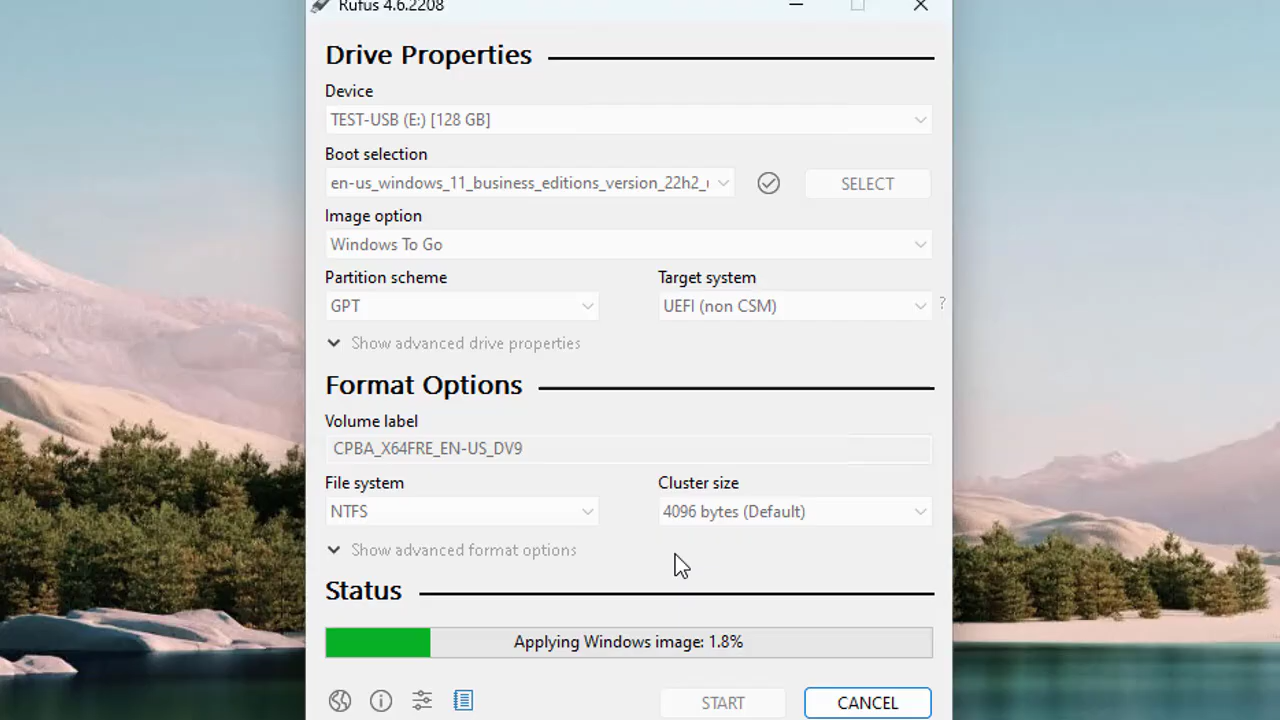 Rufus 4.6.2208
Drive Properties
Device
TEST-USB (E:) [128 GB]
Boot selection
en-us_windows_11_business_editions_version_22h2_
SELECT
Image option
Windows To Go
Partition scheme
Target system
GPT
UEFI (non CSM)
?
Show advanced drive properties
Format Options
Volume label
CPBA_X64FRE_EN-US_DV9
File system
Cluster size
NTFS
4096 bytes (Default)
Show advanced format options
Status
Applying Windows image: 1.8%
START
CANCEL